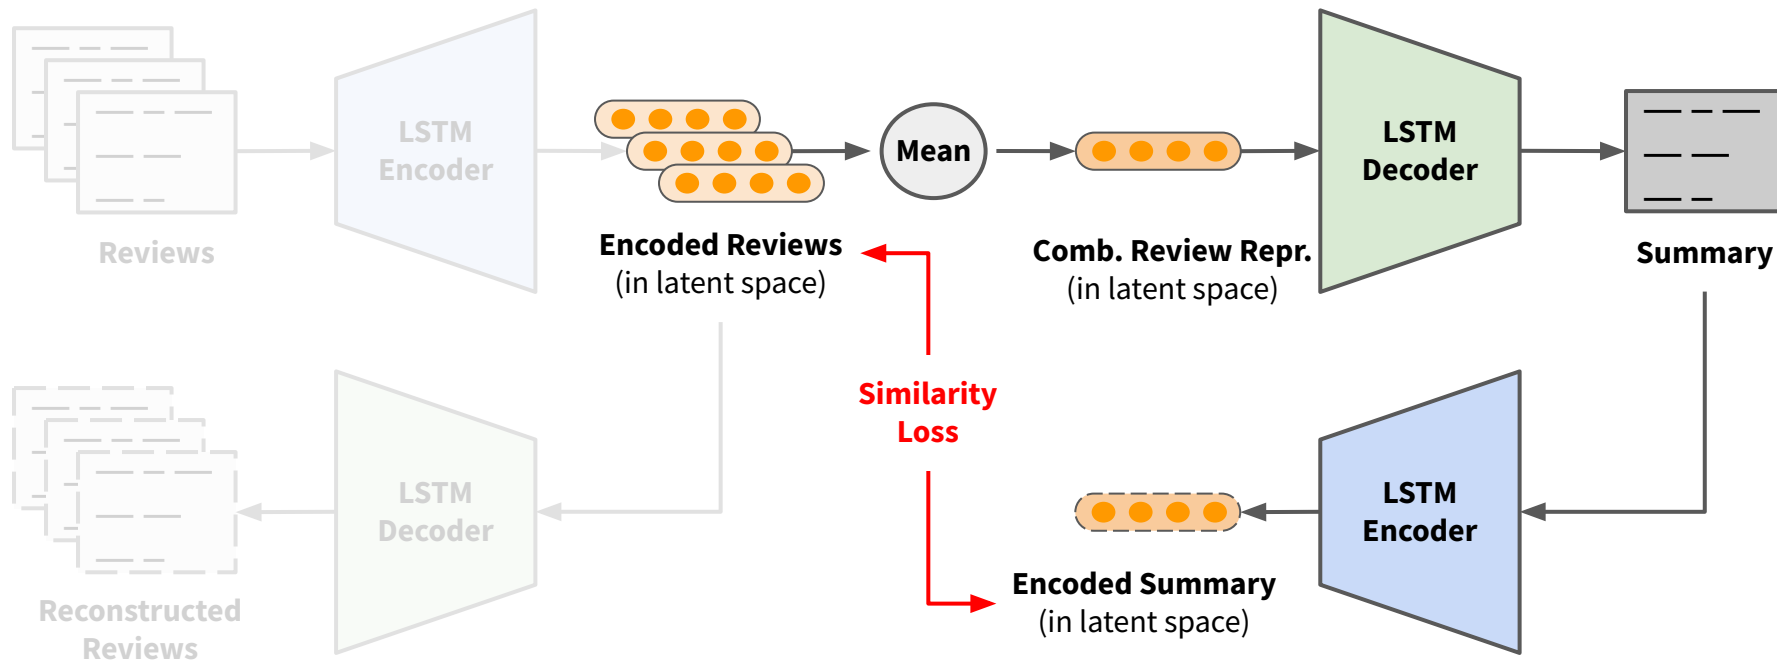 LSTM
Encoder
Reviews
Encoded Reviews
(in latent space)
Mean
Comb. Review Repr.
(in latent space)
LSTM
Decoder
Summary
Similarity
Loss
LSTM
Decoder
Reconstructed
Reviews
Encoded Summary
(in latent space)
LSTM
Encoder